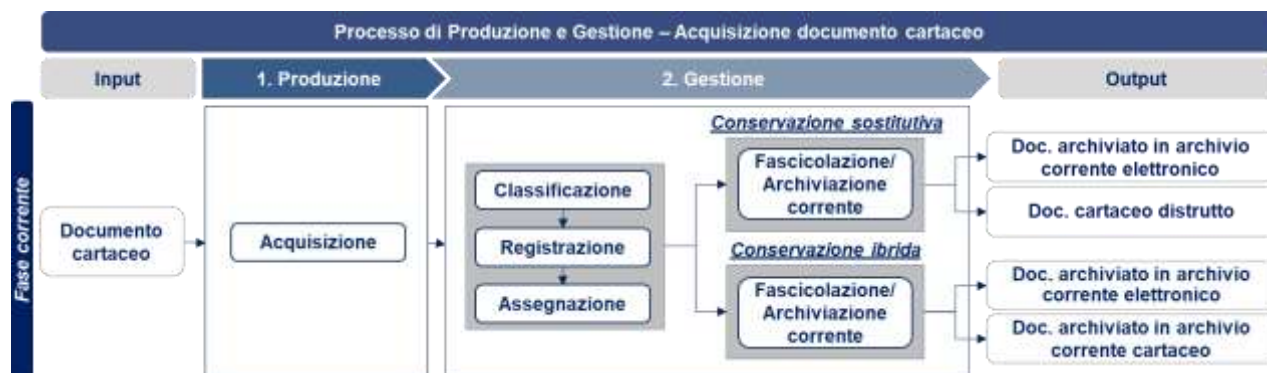 Processo di Produzione e Gestione – Acquisizione documento cartaceo
Input
1. Produzione
2. Gestione
Output
Fase corrente
Documento
cartaceo
Acquisizione
Classificazione
Registrazione
Assegnazione
Conservazione sostitutiva
Fascicolazione/
Archiviazione
corrente
Conservazione ibrida
Fascicolazione/
Archiviazione
corrente
Doc. archiviato in archivio
corrente elettronico
Doc. cartaceo distrutto
Doc. archiviato in archivio
corrente elettronico
Doc. archiviato in archivio
corrente cartaceo